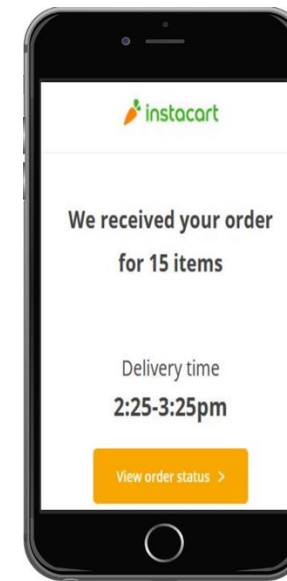 instacart
We received your order
for 15 items
Delivery time
2:25-3:25pm
View order status >